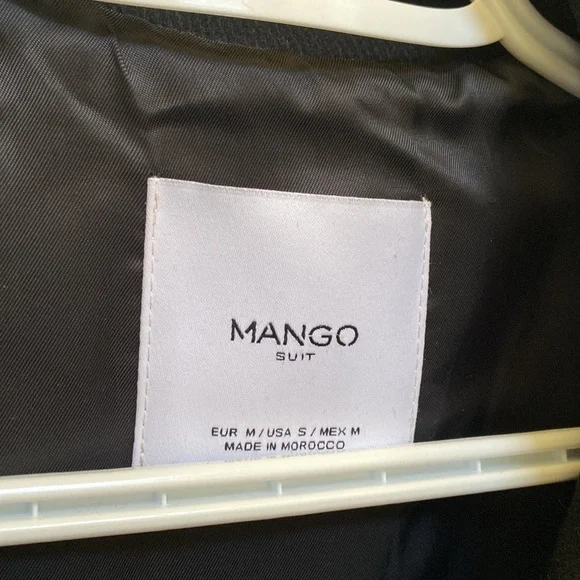 MANGO
SUIT
EUR M / USA S / MEX M
MADE IN MOROCCO